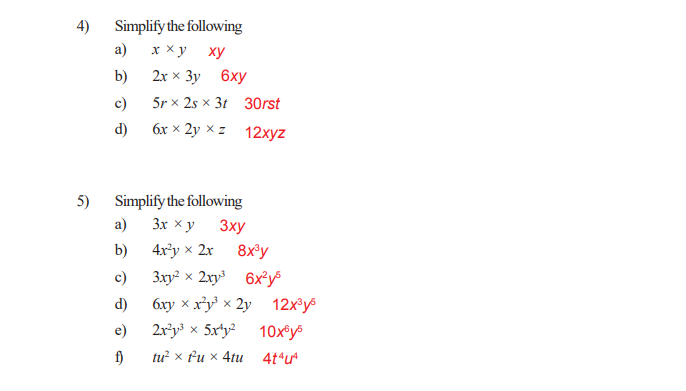 4) Simplify the following
a) x × y xy
b) 2x × 3y 6xy
c) 5r × 2s × 3t 30rst
d) 6x × 2y × z 12xyz
5) Simplify the following
a) 3x × y 3xy
b) 4x²y × 2x 8x³y
c) 3xy² × 2xy³ 6x²y⁵
d) 6xy × x²y³ × 2y 12x³y⁵
e) 2x²y³ × 5x⁴y² 10x⁶y⁵
f) tu² × t²u × 4tu 4t⁴u⁴